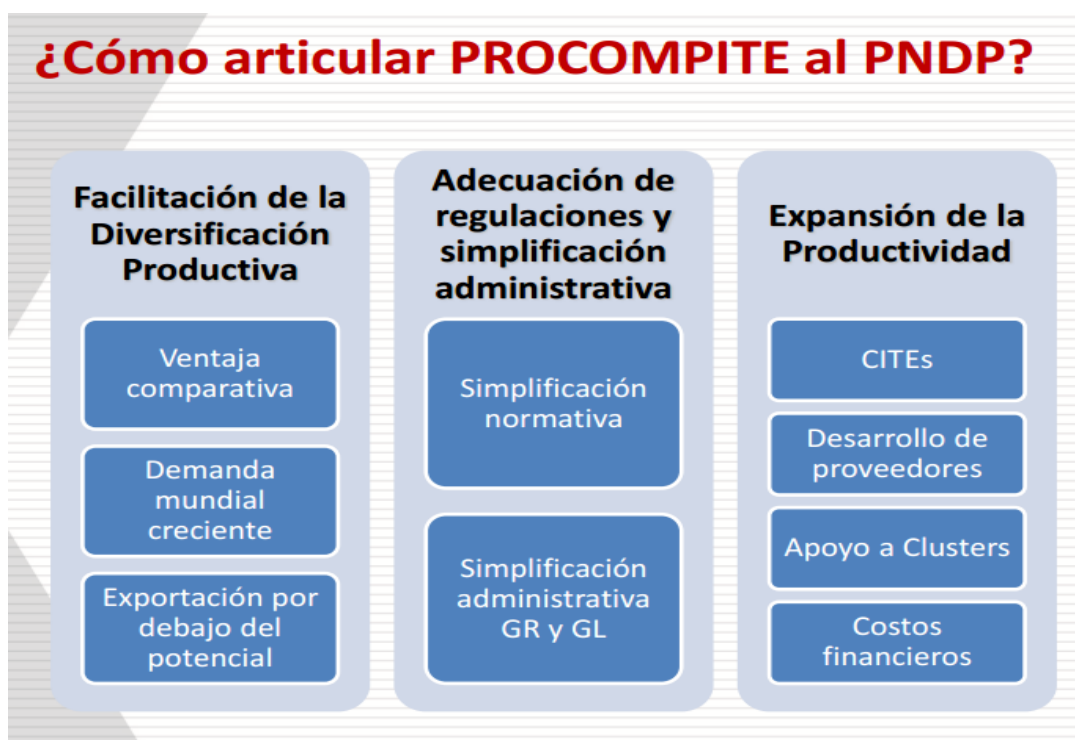 ¿Cómo articular PROCOMPITE al PNDP?
Facilitación de la
Diversificación
Productiva
Ventaja
comparativa
Demanda
mundial
creciente
Exportación por
debajo del
potencial
Adecuación de
regulaciones y
simplificación
administrativa
Simplificación
normativa
Simplificación
administrativa
GR y GL
Expansión de la
Productividad
CITEs
Desarrollo de
proveedores
Apoyo a Clusters
Costos
financieros